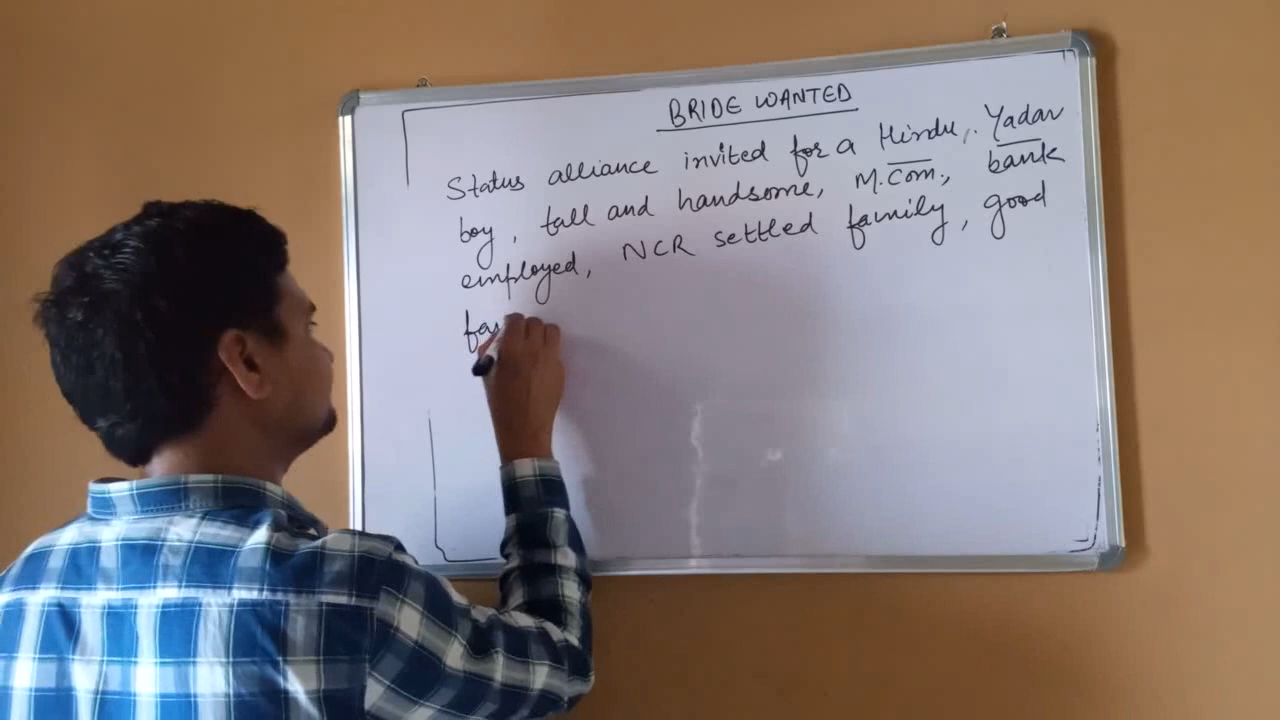 BRIDE WANTED
Status alliance invited for a Hindu, Yadav
boy, tall and handsome, M.Com., bank
employed, NCR settled family, good